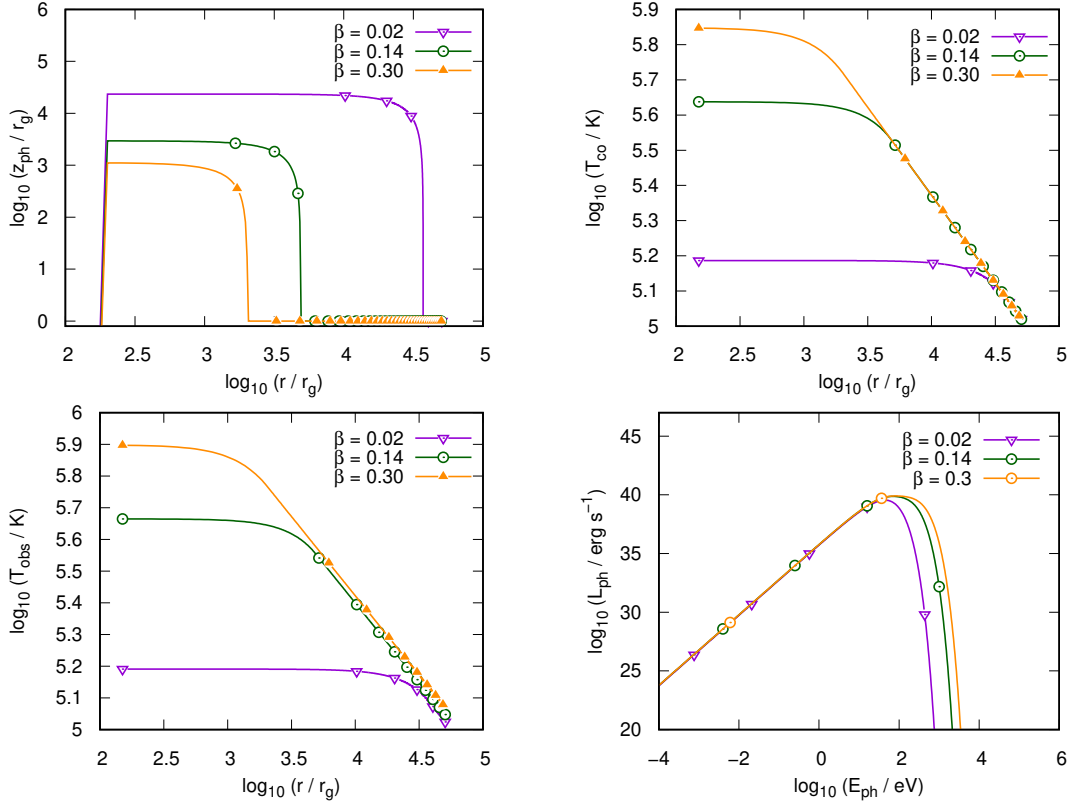 β = 0.02
β = 0.14
β = 0.30
log10 (zph / rg)
6
5
4
3
2
1
0
2 2.5 3 3.5 4 4.5 5
log10 (r / rg)
β = 0.02
β = 0.14
β = 0.30
log10 (Tco / K)
5.9
5.8
5.7
5.6
5.5
5.4
5.3
5.2
5.1
5
2 2.5 3 3.5 4 4.5 5
log10 (r / rg)
β = 0.02
β = 0.14
β = 0.30
log10 (Tobs / K)
6
5.9
5.8
5.7
5.6
5.5
5.4
5.3
5.2
5.1
5
2 2.5 3 3.5 4 4.5 5
log10 (r / rg)
β = 0.02
β = 0.14
β = 0.3
log10 (Lph / erg s⁻¹)
45
40
35
30
25
20
−4 −2 0 2 4 6
log10 (Eph / eV)